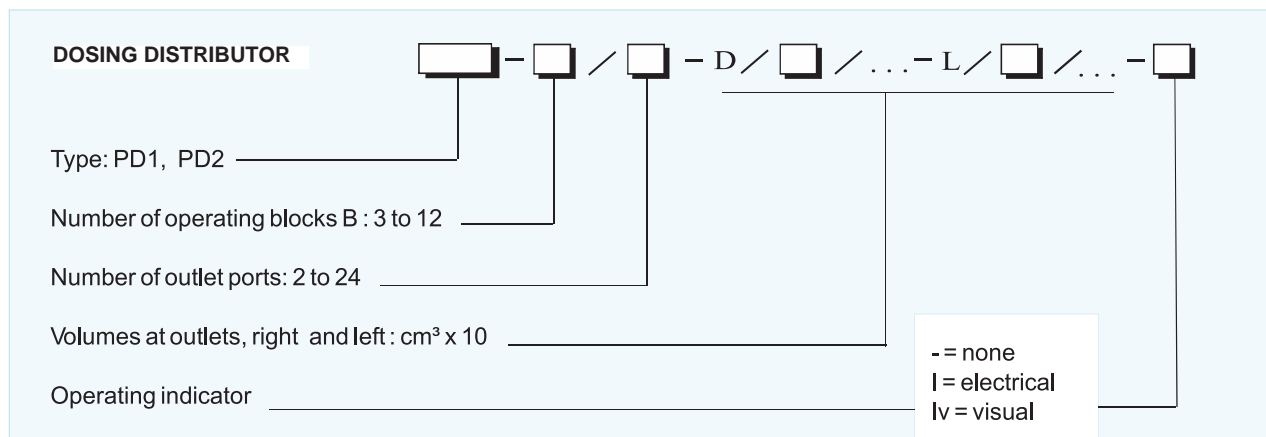 DOSING DISTRIBUTOR - / - D / / ... - L / / ... -
Type: PD1, PD2
Number of operating blocks B : 3 to 12
Number of outlet ports: 2 to 24
Volumes at outlets, right and left : cm³ x 10
- = none
I = electrical
Operating indicator
Iv = visual